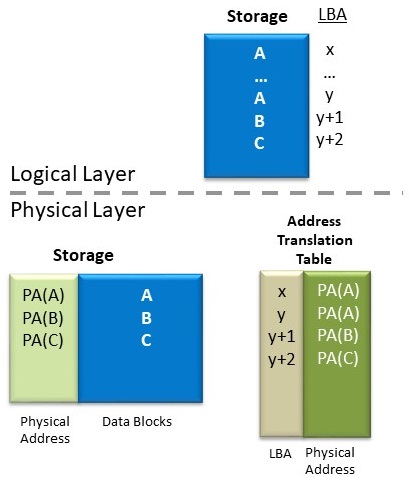 Storage LBA
A x
... ...
A y
B y+1
C y+2
Logical Layer
Physical Layer
Storage
PA(A) A
PA(B) B
PA(C) C
Physical
Address
Data Blocks
Address
Translation
Table
x PA(A)
y PA(A)
y+1 PA(B)
y+2 PA(C)
LBA Physical
Address